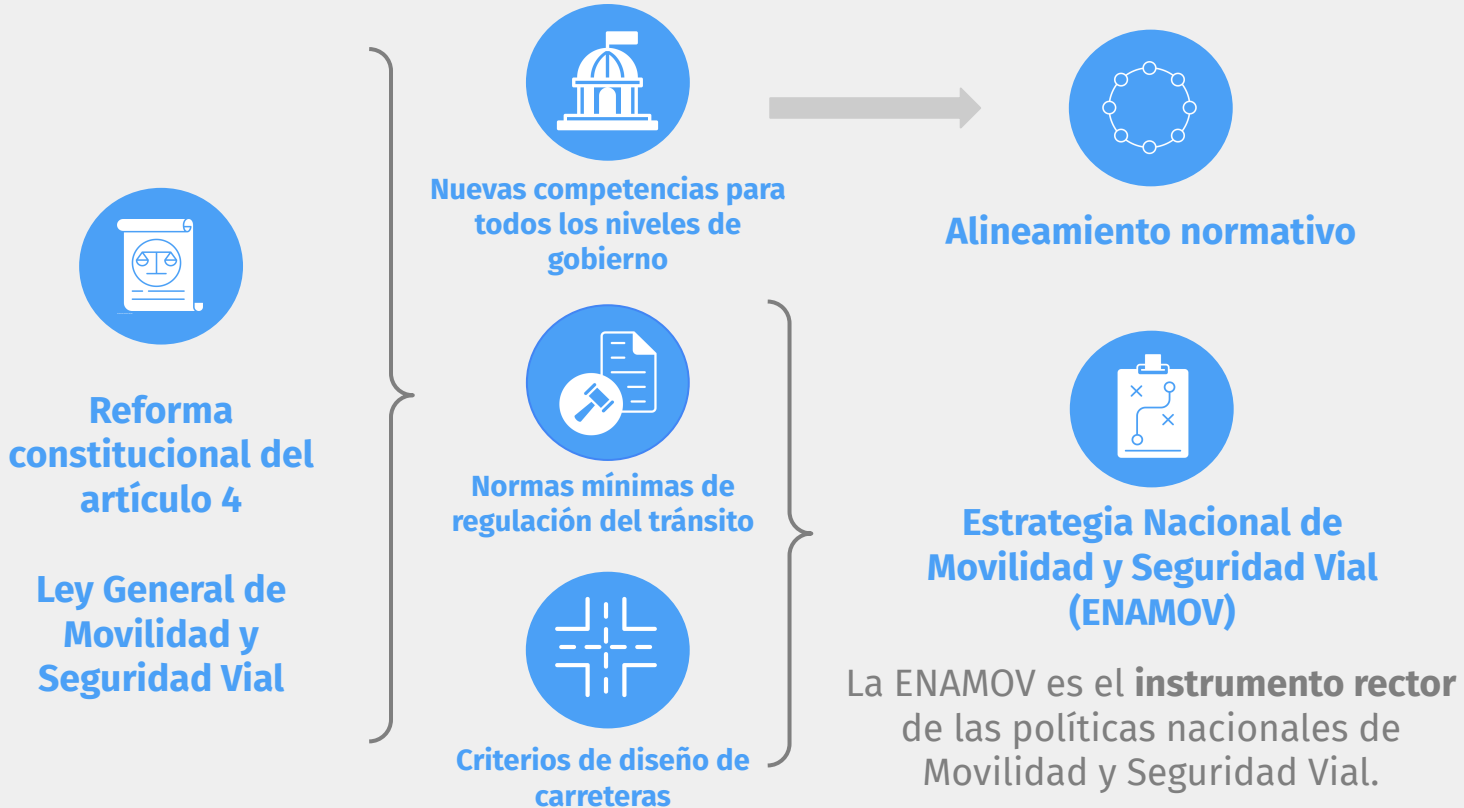 Reforma
constitucional del
artículo 4
Ley General de
Movilidad y
Seguridad Vial
Nuevas competencias para
todos los niveles de
gobierno
Normas mínimas de
regulación del tránsito
Criterios de diseño de
carreteras
Alineamiento normativo
Estrategia Nacional de
Movilidad y Seguridad Vial
(ENAMOV)
La ENAMOV es el instrumento rector
de las políticas nacionales de
Movilidad y Seguridad Vial.